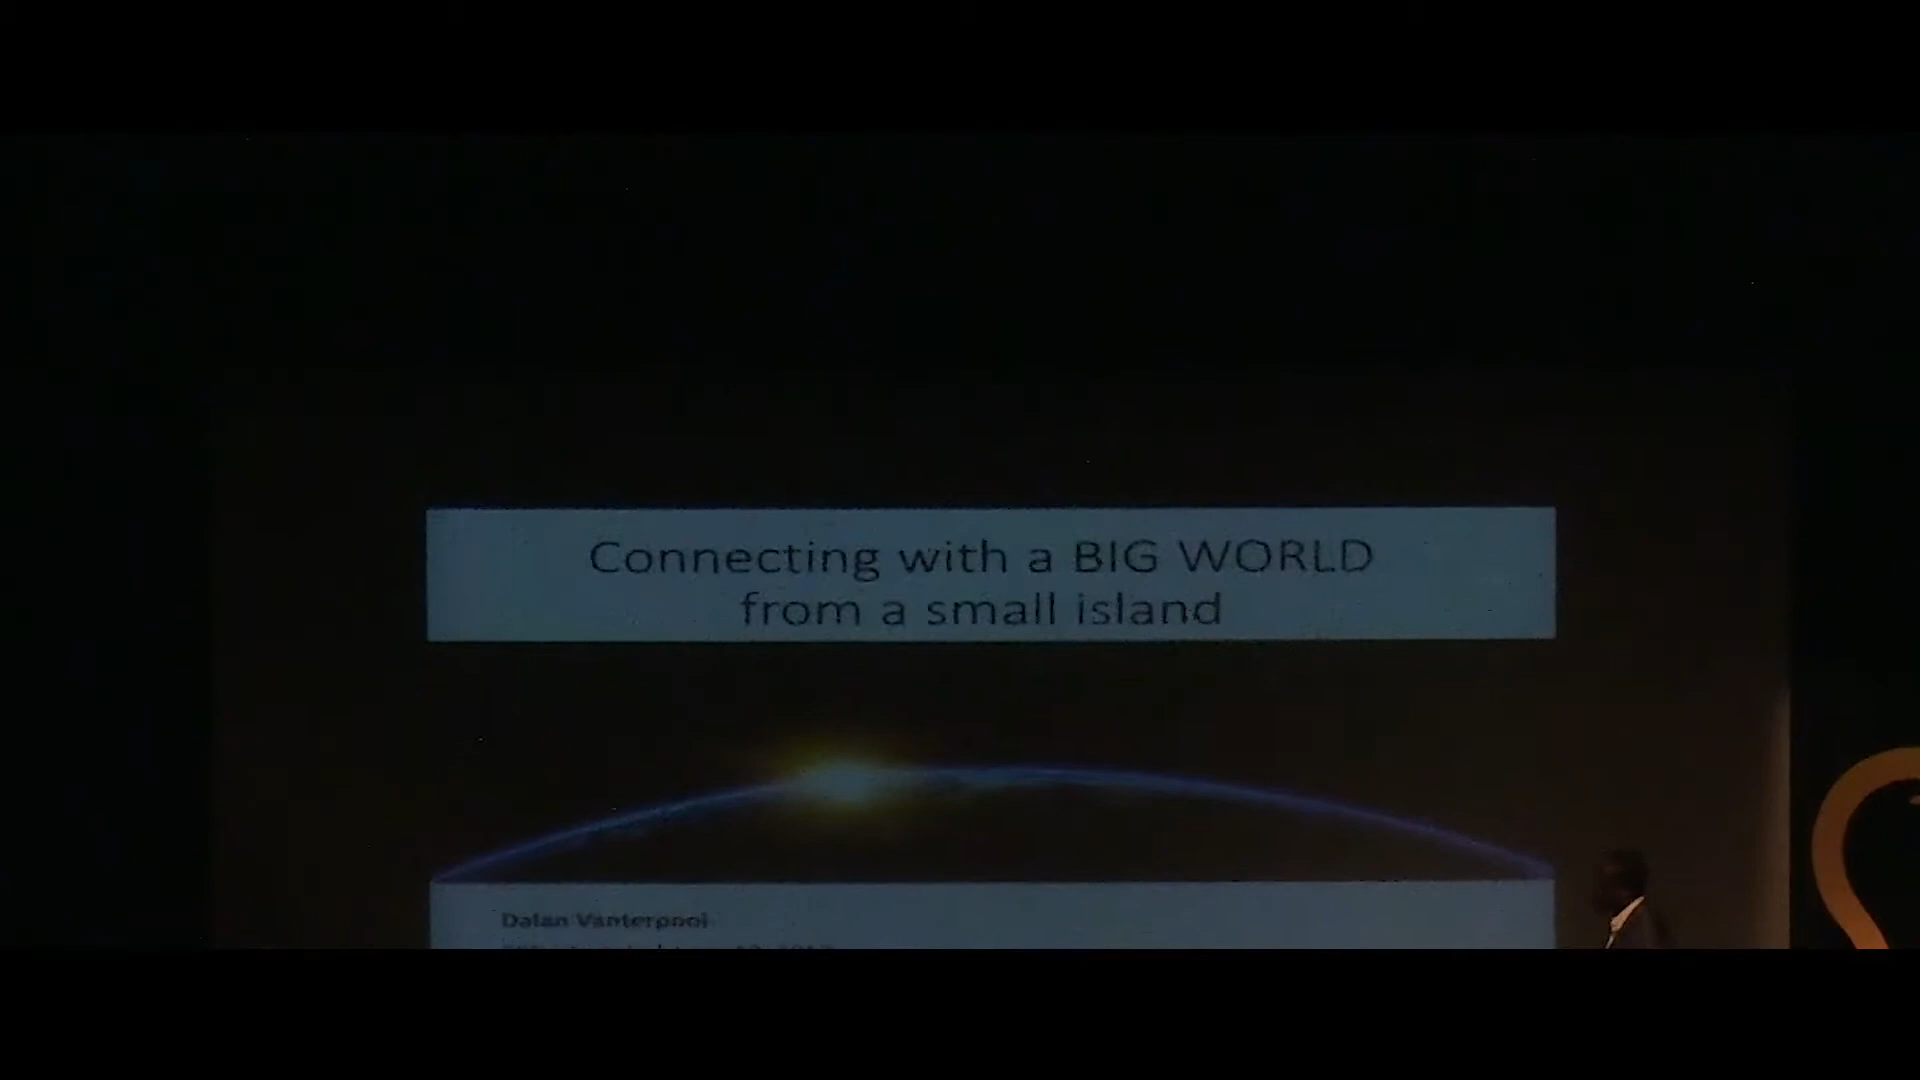 Connecting with a BIG WORLD
from a small island
Dalan Vanterpool